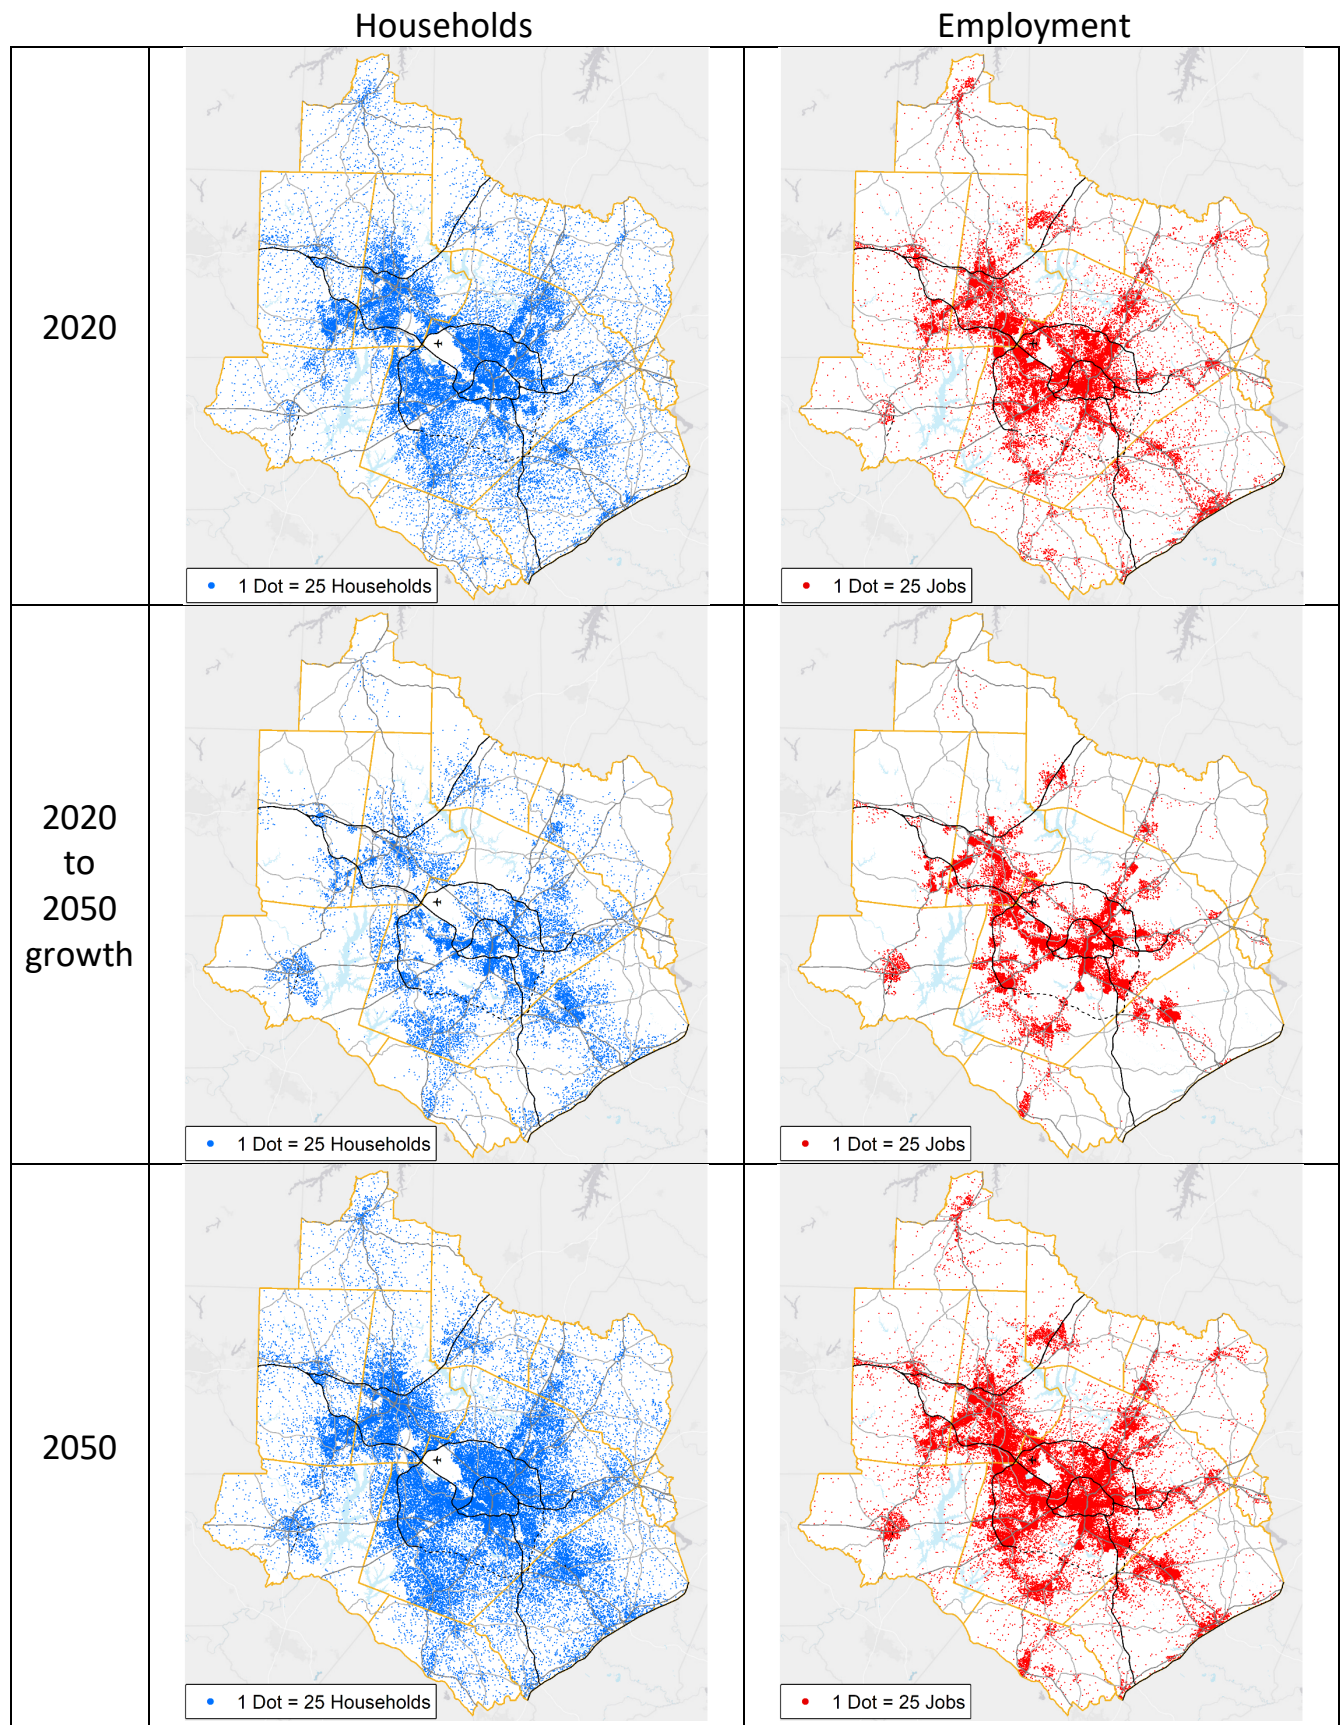 Households
Employment
2020
1 Dot = 25 Households
1 Dot = 25 Jobs
2020
to
2050
growth
1 Dot = 25 Households
1 Dot = 25 Jobs
2050
1 Dot = 25 Households
1 Dot = 25 Jobs